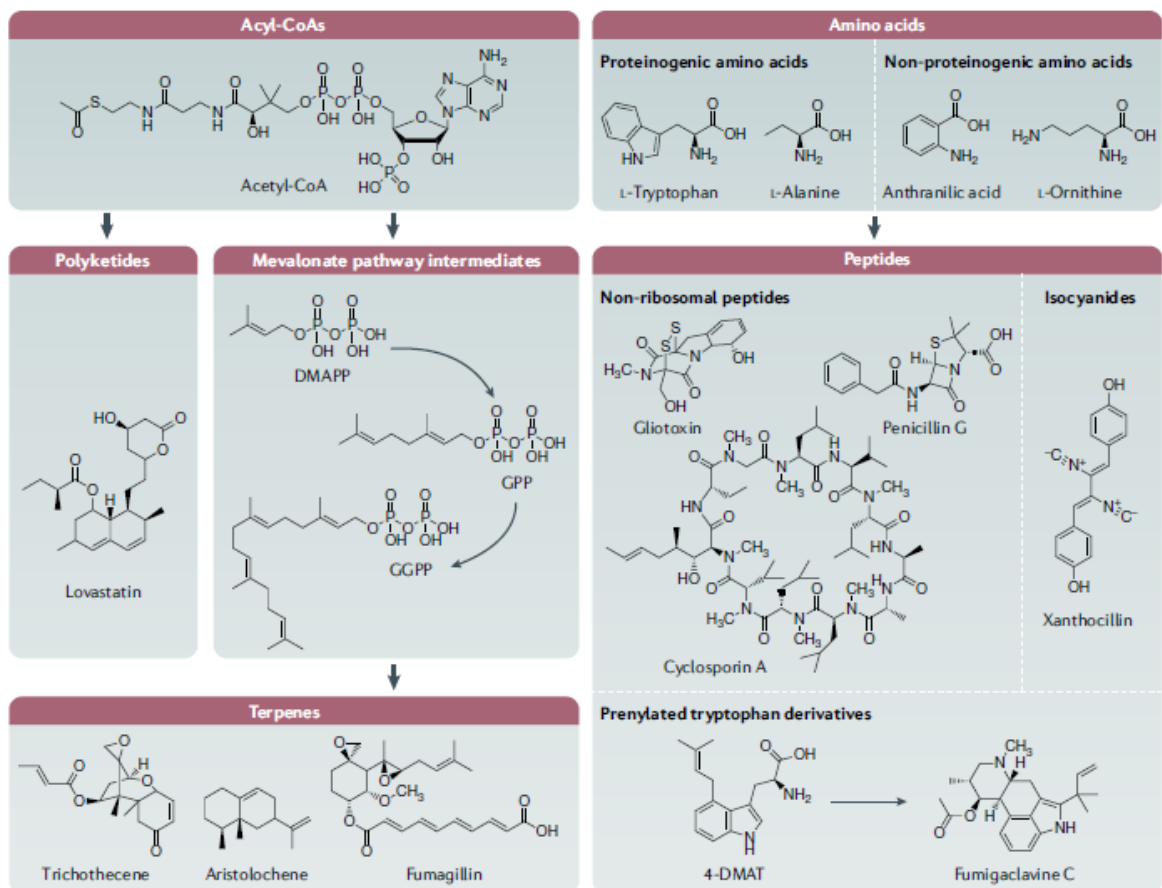 Acyl-CoAs
Acetyl-CoA
Amino acids
Proteinogenic amino acids
Non-proteinogenic amino acids
L-Tryptophan
L-Alanine
Anthranilic acid
L-Ornithine
Polyketides
Lovastatin
Mevalonate pathway intermediates
DMAPP
GPP
GGPP
Peptides
Non-ribosomal peptides
Isocyanides
Gliotoxin
Penicillin G
Cyclosporin A
Xanthocillin
Terpenes
Trichothecene
Aristolochene
Fumagillin
Prenylated tryptophan derivatives
4-DMAT
Fumigaclavine C